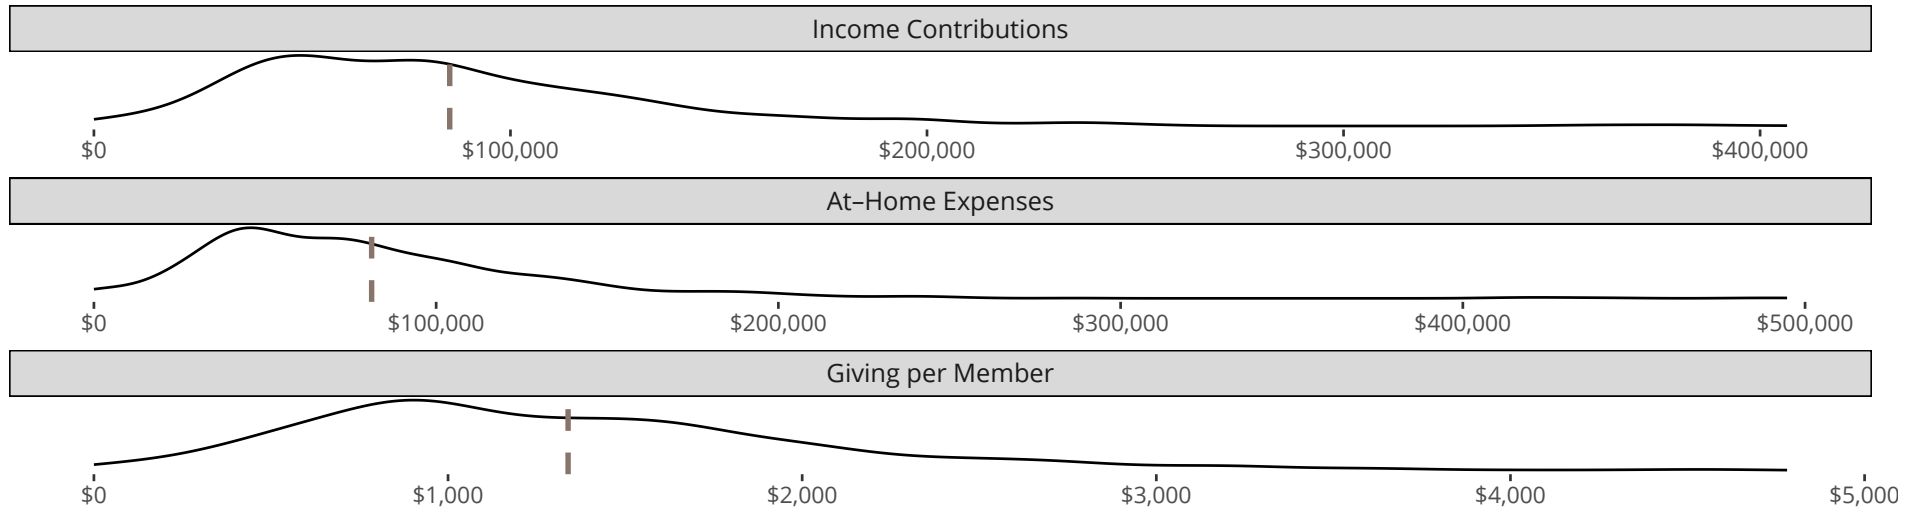 Income Contributions
$0 $100,000 $200,000 $300,000 $400,000
At–Home Expenses
$0 $100,000 $200,000 $300,000 $400,000 $500,000
Giving per Member
$0 $1,000 $2,000 $3,000 $4,000 $5,000